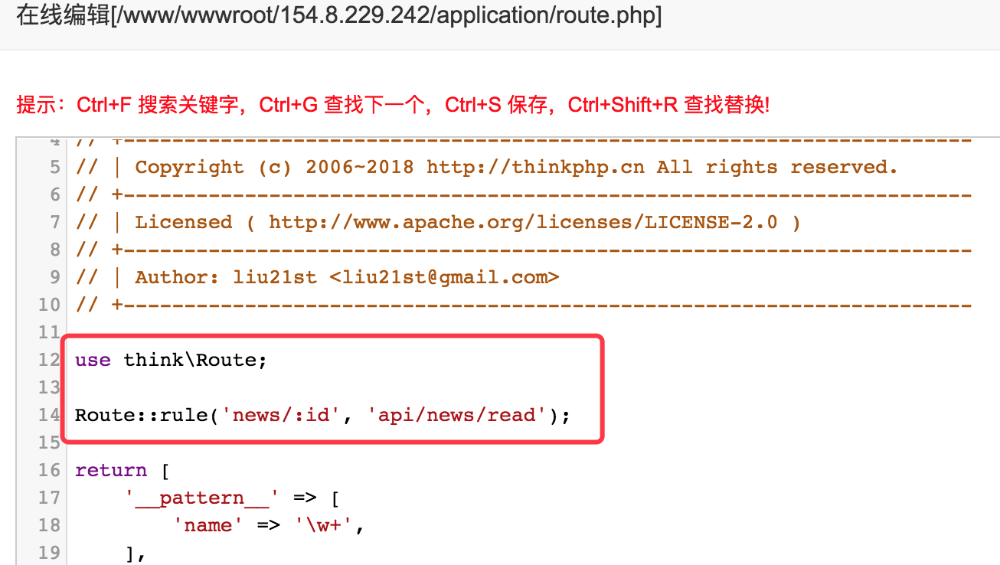 在线编辑[/www/wwwroot/154.8.229.242/application/route.php]
提示：Ctrl+F 搜索关键字，Ctrl+G 查找下一个，Ctrl+S 保存，Ctrl+Shift+R 查找替换!
4 // +----------------------------------------------------------------------
5 // | Copyright (c) 2006~2018 http://thinkphp.cn All rights reserved.
6 // +----------------------------------------------------------------------
7 // | Licensed ( http://www.apache.org/licenses/LICENSE-2.0 )
8 // +----------------------------------------------------------------------
9 // | Author: liu21st <liu21st@gmail.com>
10 // +----------------------------------------------------------------------
11
12 use think\Route;
13
14 Route::rule('news/:id', 'api/news/read');
15
16 return [
17     '__pattern__' => [
18         'name' => '\w+',
19     ],